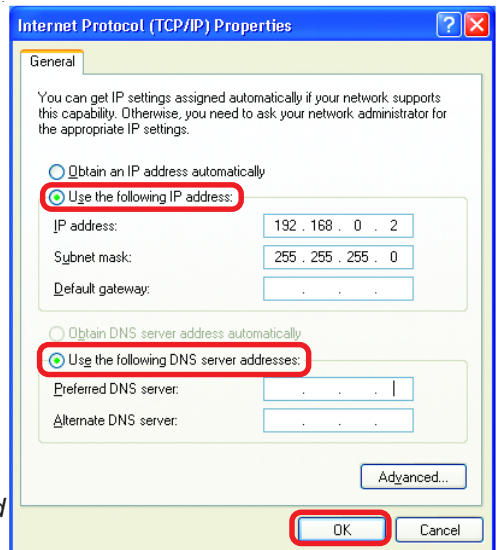 Internet Protocol (TCP/IP) Properties
General
You can get IP settings assigned automatically if your network supports
this capability. Otherwise, you need to ask your network administrator for
the appropriate IP settings.
Obtain an IP address automatically
Use the following IP address:
IP address: 192 . 168 . 0 . 2
Subnet mask: 255 . 255 . 255 . 0
Default gateway: . . .
Obtain DNS server address automatically
Use the following DNS server addresses:
Preferred DNS server: . . .
Alternate DNS server: . . .
Advanced...
OK Cancel